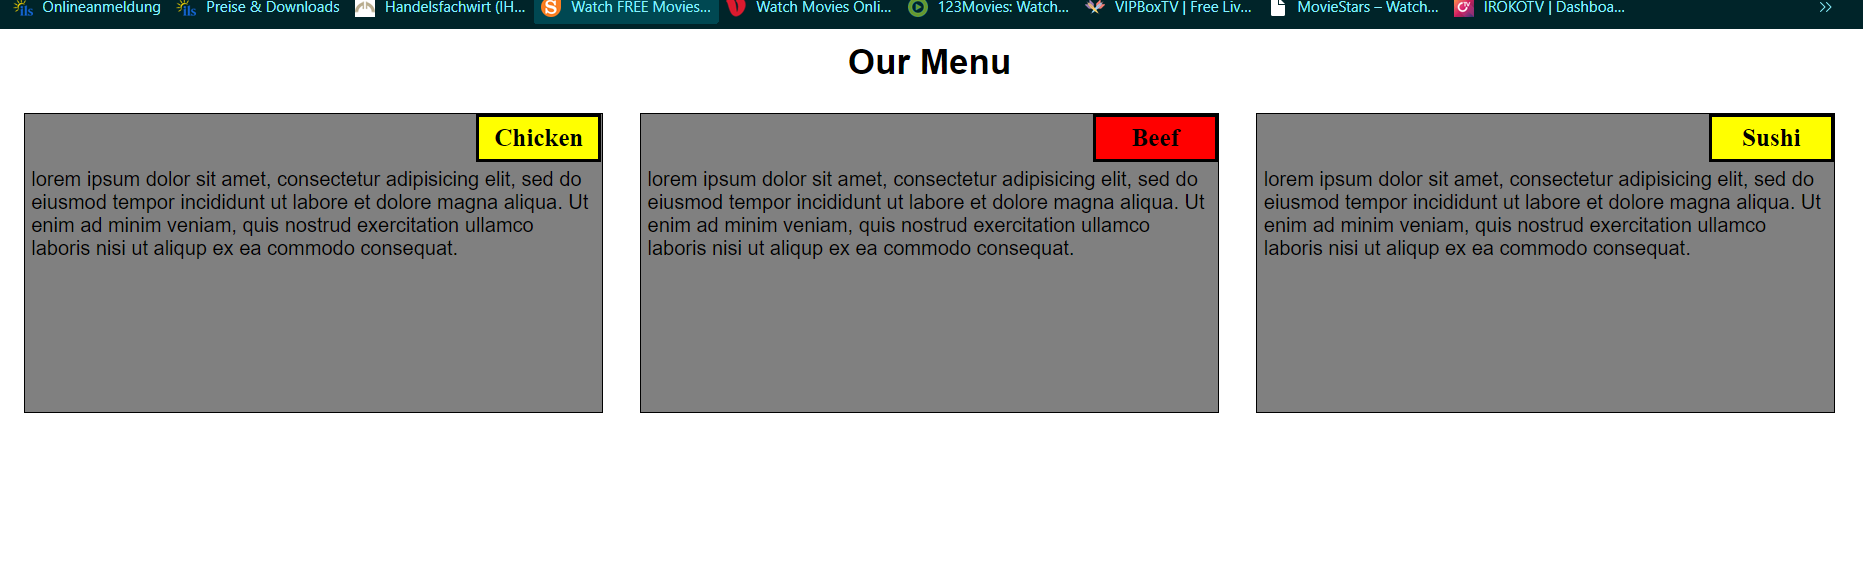 ils Onlineanmeldung ils Preise & Downloads Handelsfachwirt (IH... S Watch FREE Movies... Watch Movies Onli... 123Movies: Watch... VIPBoxTV | Free Liv... MovieStars – Watch... IROKOTV | Dashboa... »
Our Menu
Chicken
lorem ipsum dolor sit amet, consectetur adipisicing elit, sed do
eiusmod tempor incididunt ut labore et dolore magna aliqua. Ut
enim ad minim veniam, quis nostrud exercitation ullamco
laboris nisi ut aliqup ex ea commodo consequat.
Beef
lorem ipsum dolor sit amet, consectetur adipisicing elit, sed do
eiusmod tempor incididunt ut labore et dolore magna aliqua. Ut
enim ad minim veniam, quis nostrud exercitation ullamco
laboris nisi ut aliqup ex ea commodo consequat.
Sushi
lorem ipsum dolor sit amet, consectetur adipisicing elit, sed do
eiusmod tempor incididunt ut labore et dolore magna aliqua. Ut
enim ad minim veniam, quis nostrud exercitation ullamco
laboris nisi ut aliqup ex ea commodo consequat.